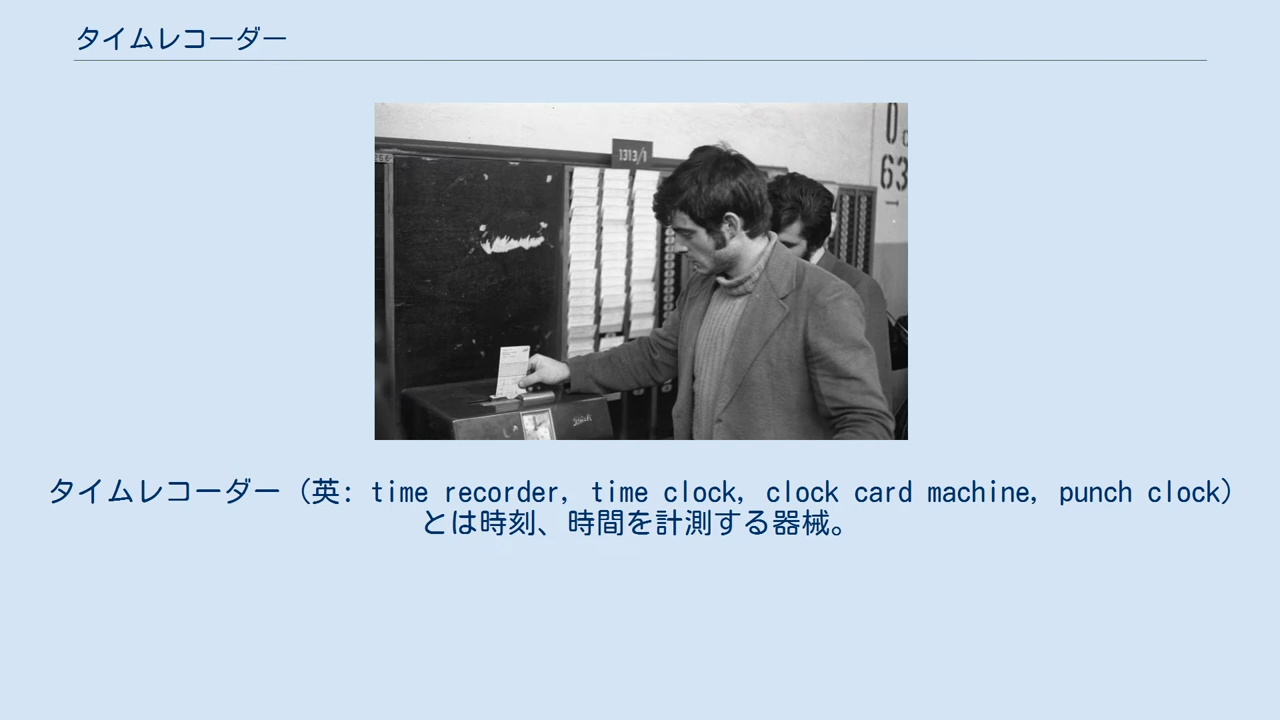 タイムレコーダー
1313/1
0
63
タイムレコーダー（英: time recorder, time clock, clock card machine, punch clock）
とは時刻、時間を計測する器械。